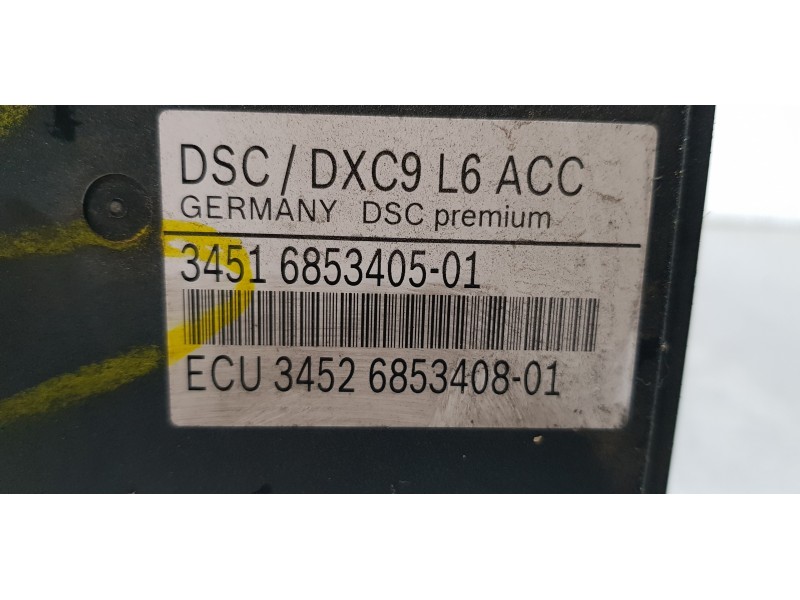 DSC / DXC9 L6 ACC
GERMANY DSC premium
3451 6853405-01
ECU 3452 6853408-01